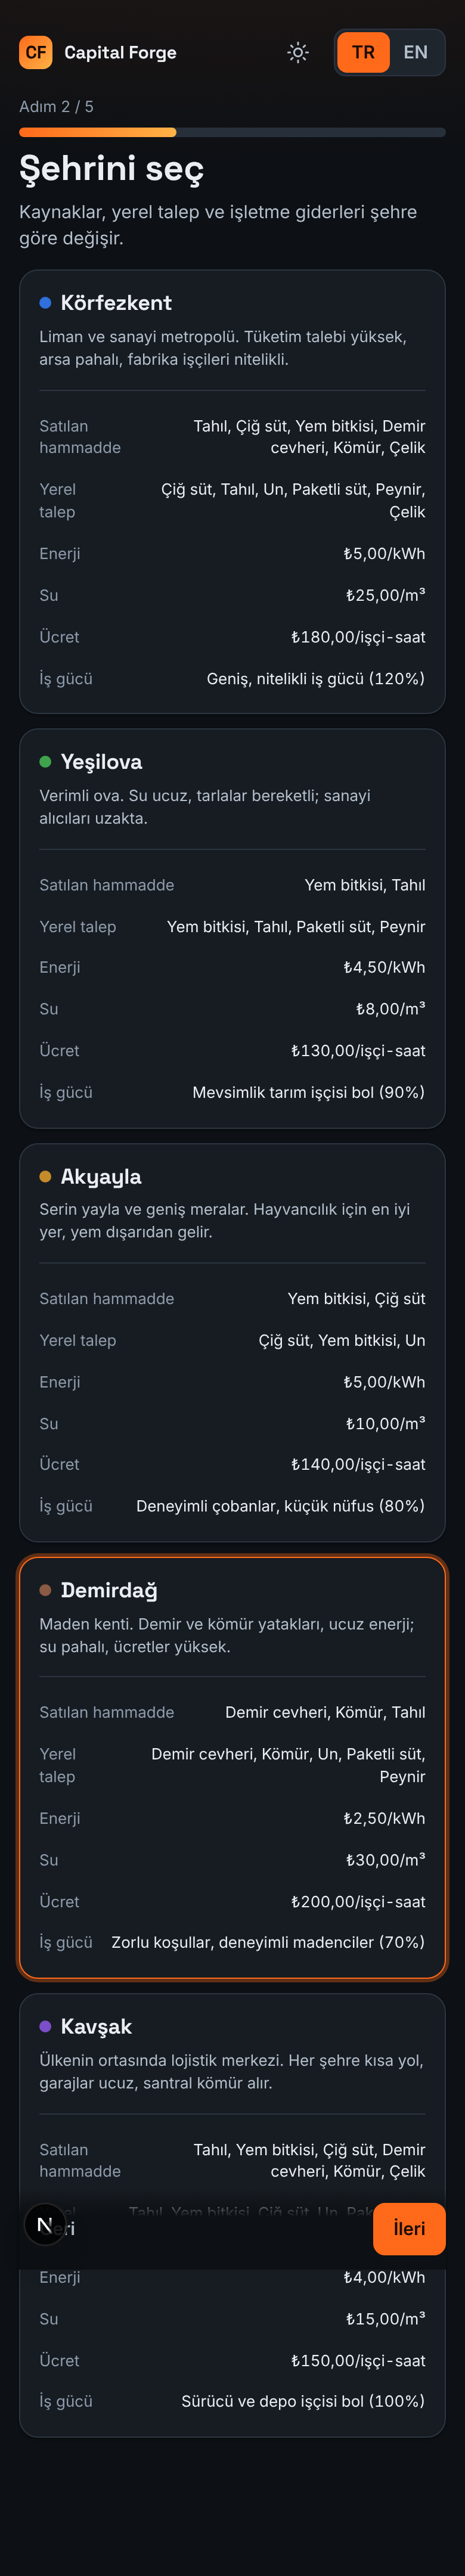 CF Capital Forge TR EN
Adım 2 / 5
Şehrini seç
Kaynaklar, yerel talep ve işletme giderleri şehre
göre değişir.
Körfezkent
Liman ve sanayi metropolü. Tüketim talebi yüksek,
arsa pahalı, fabrika işçileri nitelikli.
Satılan hammadde
Tahıl, Çiğ süt, Yem bitkisi, Demir
cevheri, Kömür, Çelik
Yerel talep
Çiğ süt, Tahıl, Un, Paketli süt, Peynir,
Çelik
Enerji ₺5,00/kWh
Su ₺25,00/m³
Ücret ₺180,00/işçi-saat
İş gücü Geniş, nitelikli iş gücü (120%)
Yeşilova
Verimli ova. Su ucuz, tarlalar bereketli; sanayi
alıcıları uzakta.
Satılan hammadde Yem bitkisi, Tahıl
Yerel talep Yem bitkisi, Tahıl, Paketli süt, Peynir
Enerji ₺4,50/kWh
Su ₺8,00/m³
Ücret ₺130,00/işçi-saat
İş gücü Mevsimlik tarım işçisi bol (90%)
Akyayla
Serin yayla ve geniş meralar. Hayvancılık için en iyi
yer, yem dışarıdan gelir.
Satılan hammadde Yem bitkisi, Çiğ süt
Yerel talep Çiğ süt, Yem bitkisi, Un
Enerji ₺5,00/kWh
Su ₺10,00/m³
Ücret ₺140,00/işçi-saat
İş gücü Deneyimli çobanlar, küçük nüfus (80%)
Demirdağ
Maden kenti. Demir ve kömür yatakları, ucuz enerji;
su pahalı, ücretler yüksek.
Satılan hammadde Demir cevheri, Kömür, Tahıl
Yerel talep
Demir cevheri, Kömür, Un, Paketli süt,
Peynir
Enerji ₺2,50/kWh
Su ₺30,00/m³
Ücret ₺200,00/işçi-saat
İş gücü Zorlu koşullar, deneyimli madenciler (70%)
Kavşak
Ülkenin ortasında lojistik merkezi. Her şehre kısa yol,
garajlar ucuz, santral kömür alır.
Satılan hammadde
Tahıl, Yem bitkisi, Çiğ süt, Demir
cevheri, Kömür, Çelik
Tahıl, Yem bitkisi, Çiğ süt, Un,
N İleri
Enerji ₺4,00/kWh
Su ₺15,00/m³
Ücret ₺150,00/işçi-saat
İş gücü Sürücü ve depo işçisi bol (100%)